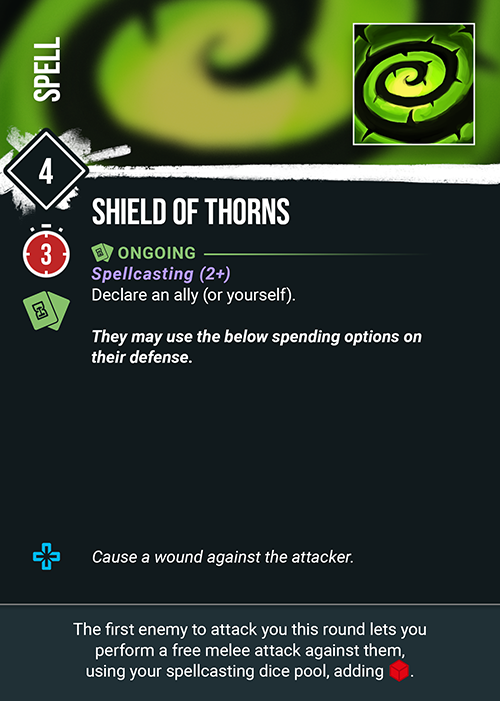 SPELL
4
SHIELD OF THORNS
3
ONGOING
Spellcasting (2+)
Declare an ally (or yourself).
They may use the below spending options on
their defense.
Cause a wound against the attacker.
The first enemy to attack you this round lets you
perform a free melee attack against them,
using your spellcasting dice pool, adding .